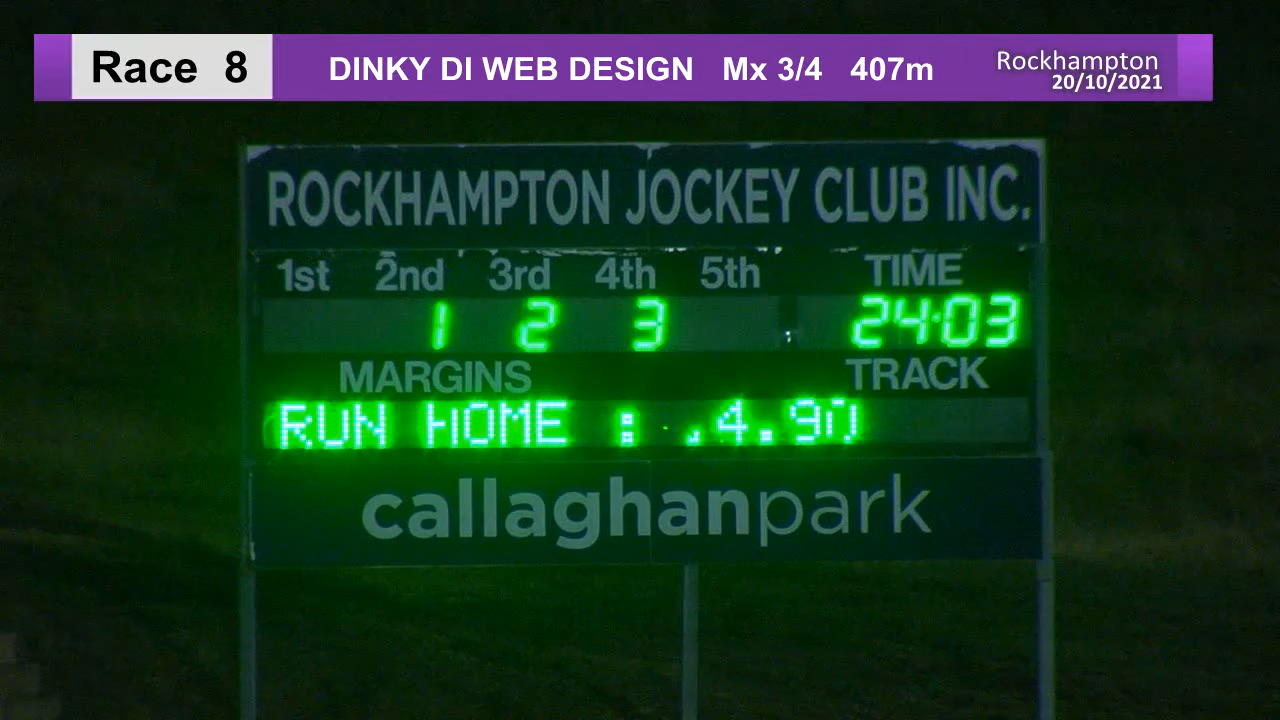 Race 8 DINKY DI WEB DESIGN Mx 3/4 407m Rockhampton
20/10/2021
ROCKHAMPTON JOCKEY CLUB INC.
1st 2nd 3rd 4th 5th TIME
1 2 3 24:03
MARGINS TRACK
RUN HOME : .4.90
callaghanpark